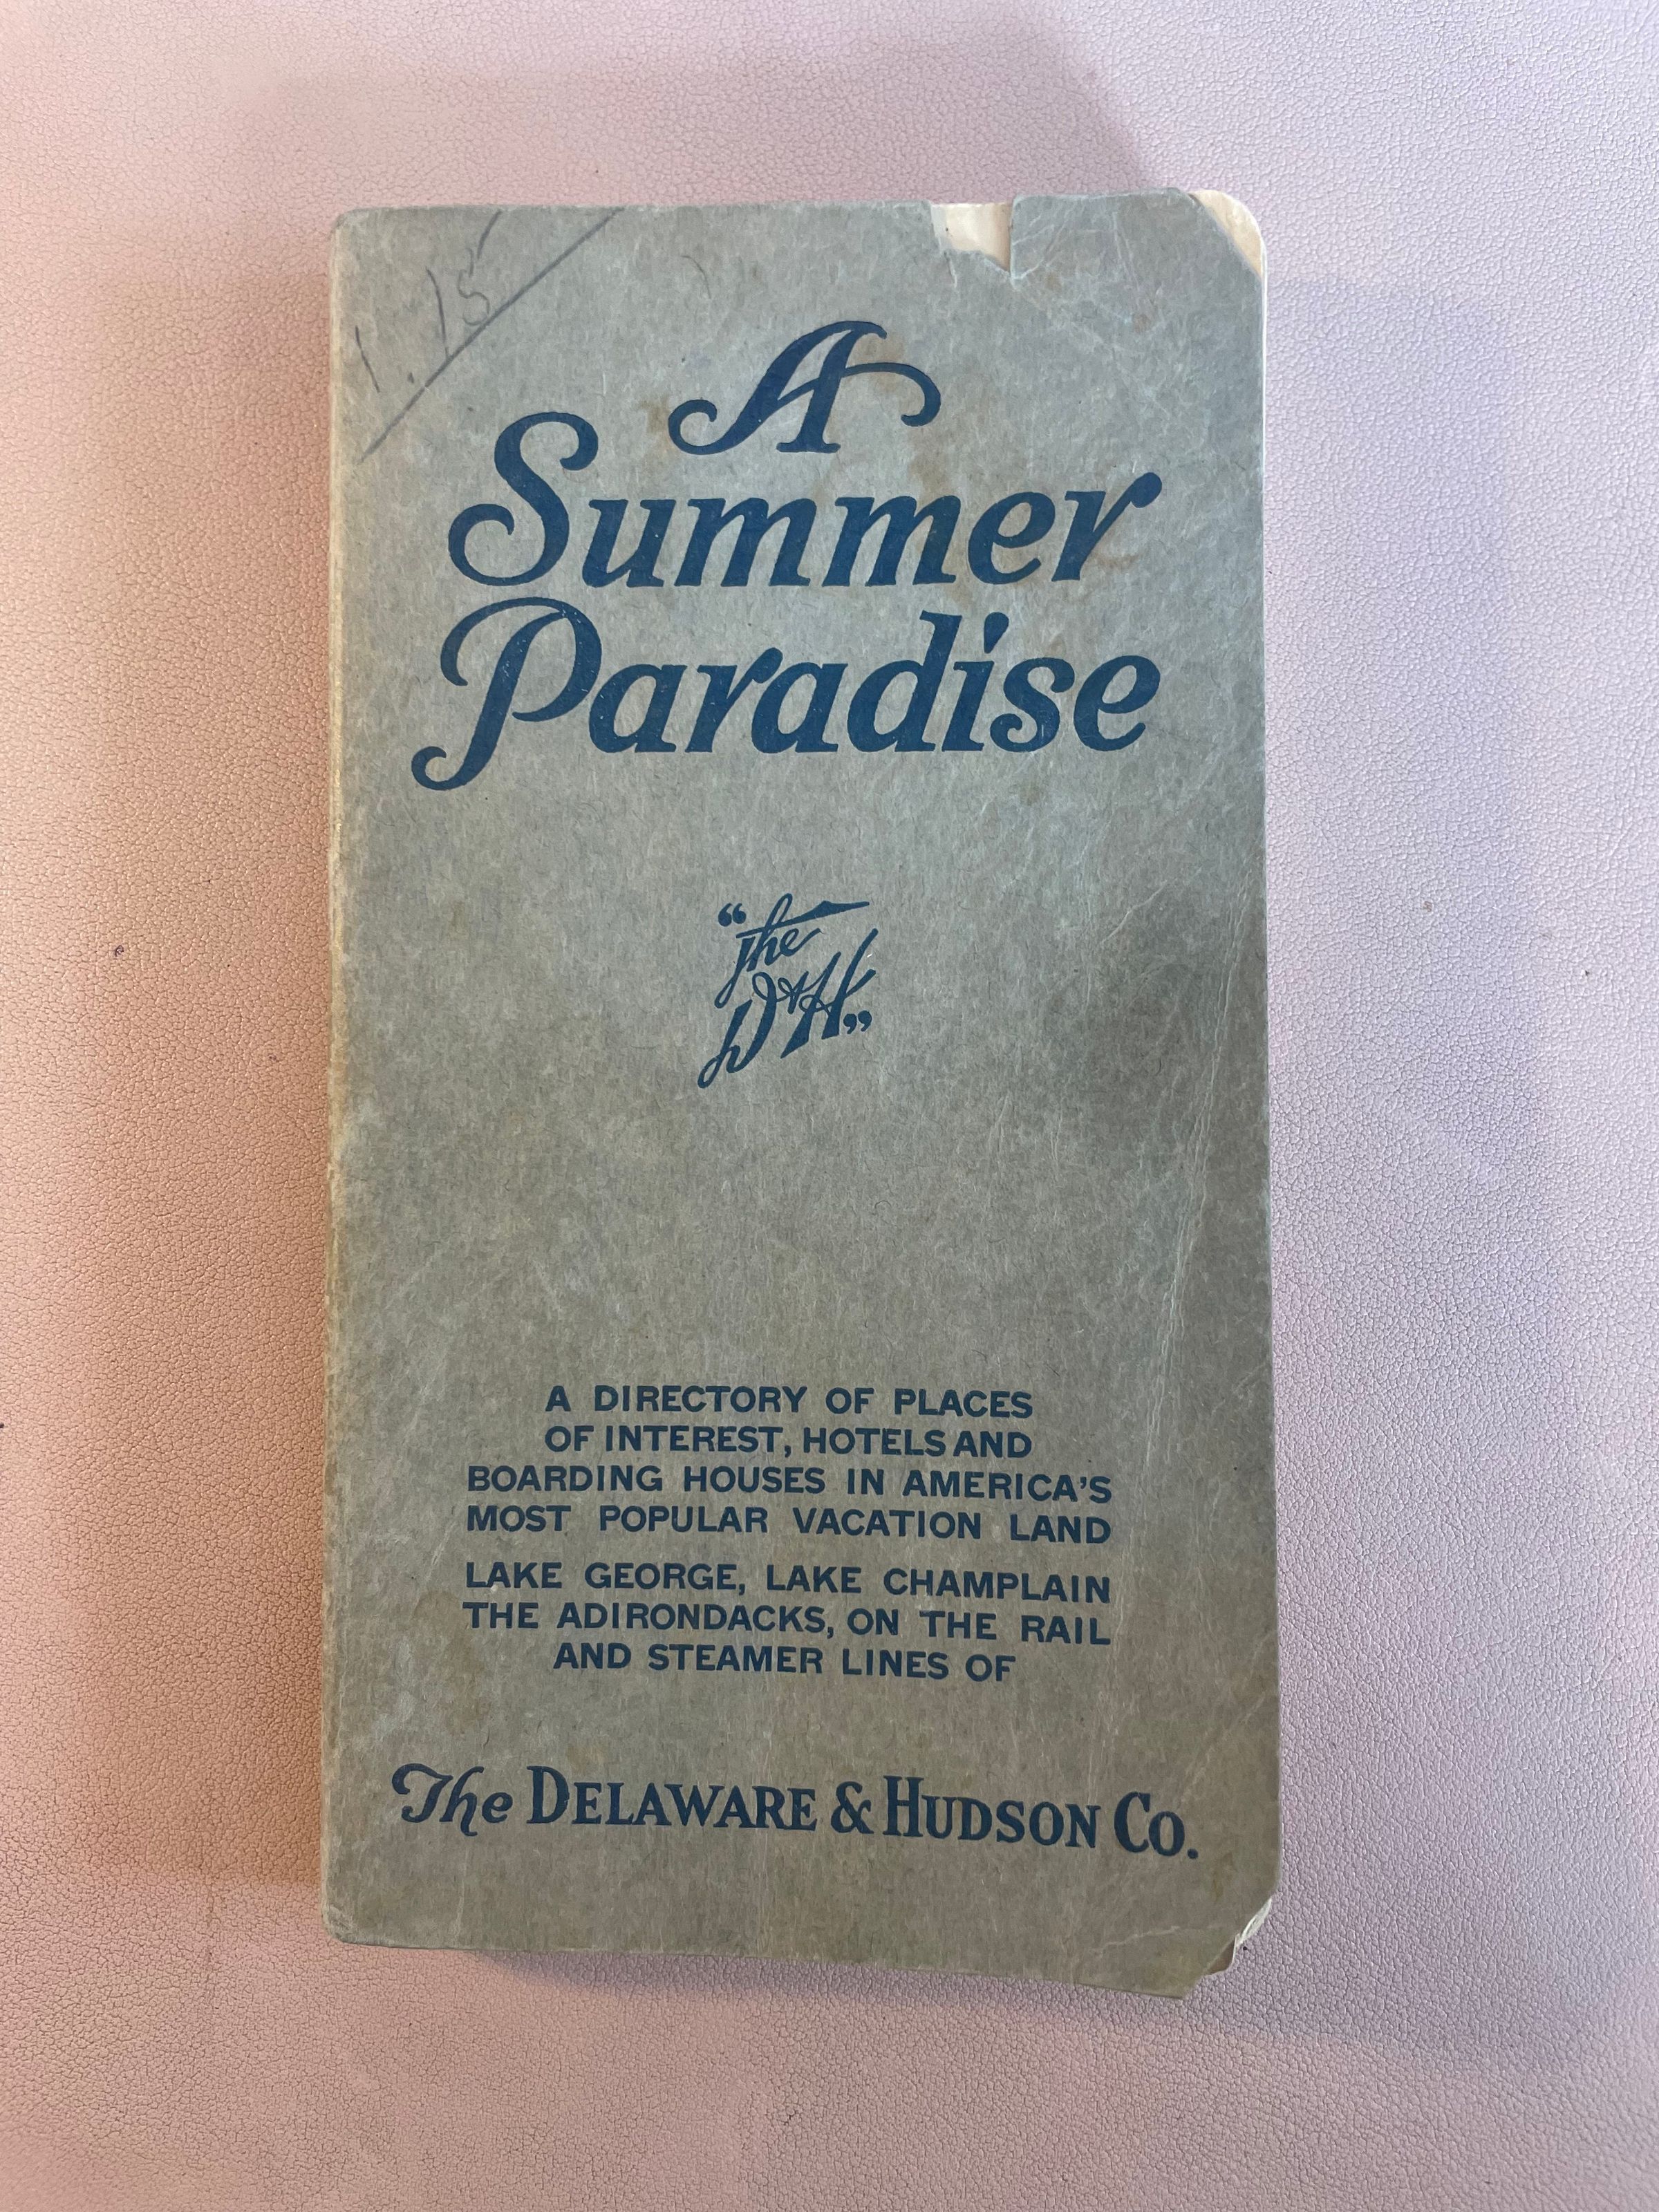 1.15
A
Summer
Paradise
“The
D&H”
A DIRECTORY OF PLACES
OF INTEREST, HOTELS AND
BOARDING HOUSES IN AMERICA'S
MOST POPULAR VACATION LAND
LAKE GEORGE, LAKE CHAMPLAIN
THE ADIRONDACKS, ON THE RAIL
AND STEAMER LINES OF
The DELAWARE & HUDSON CO.